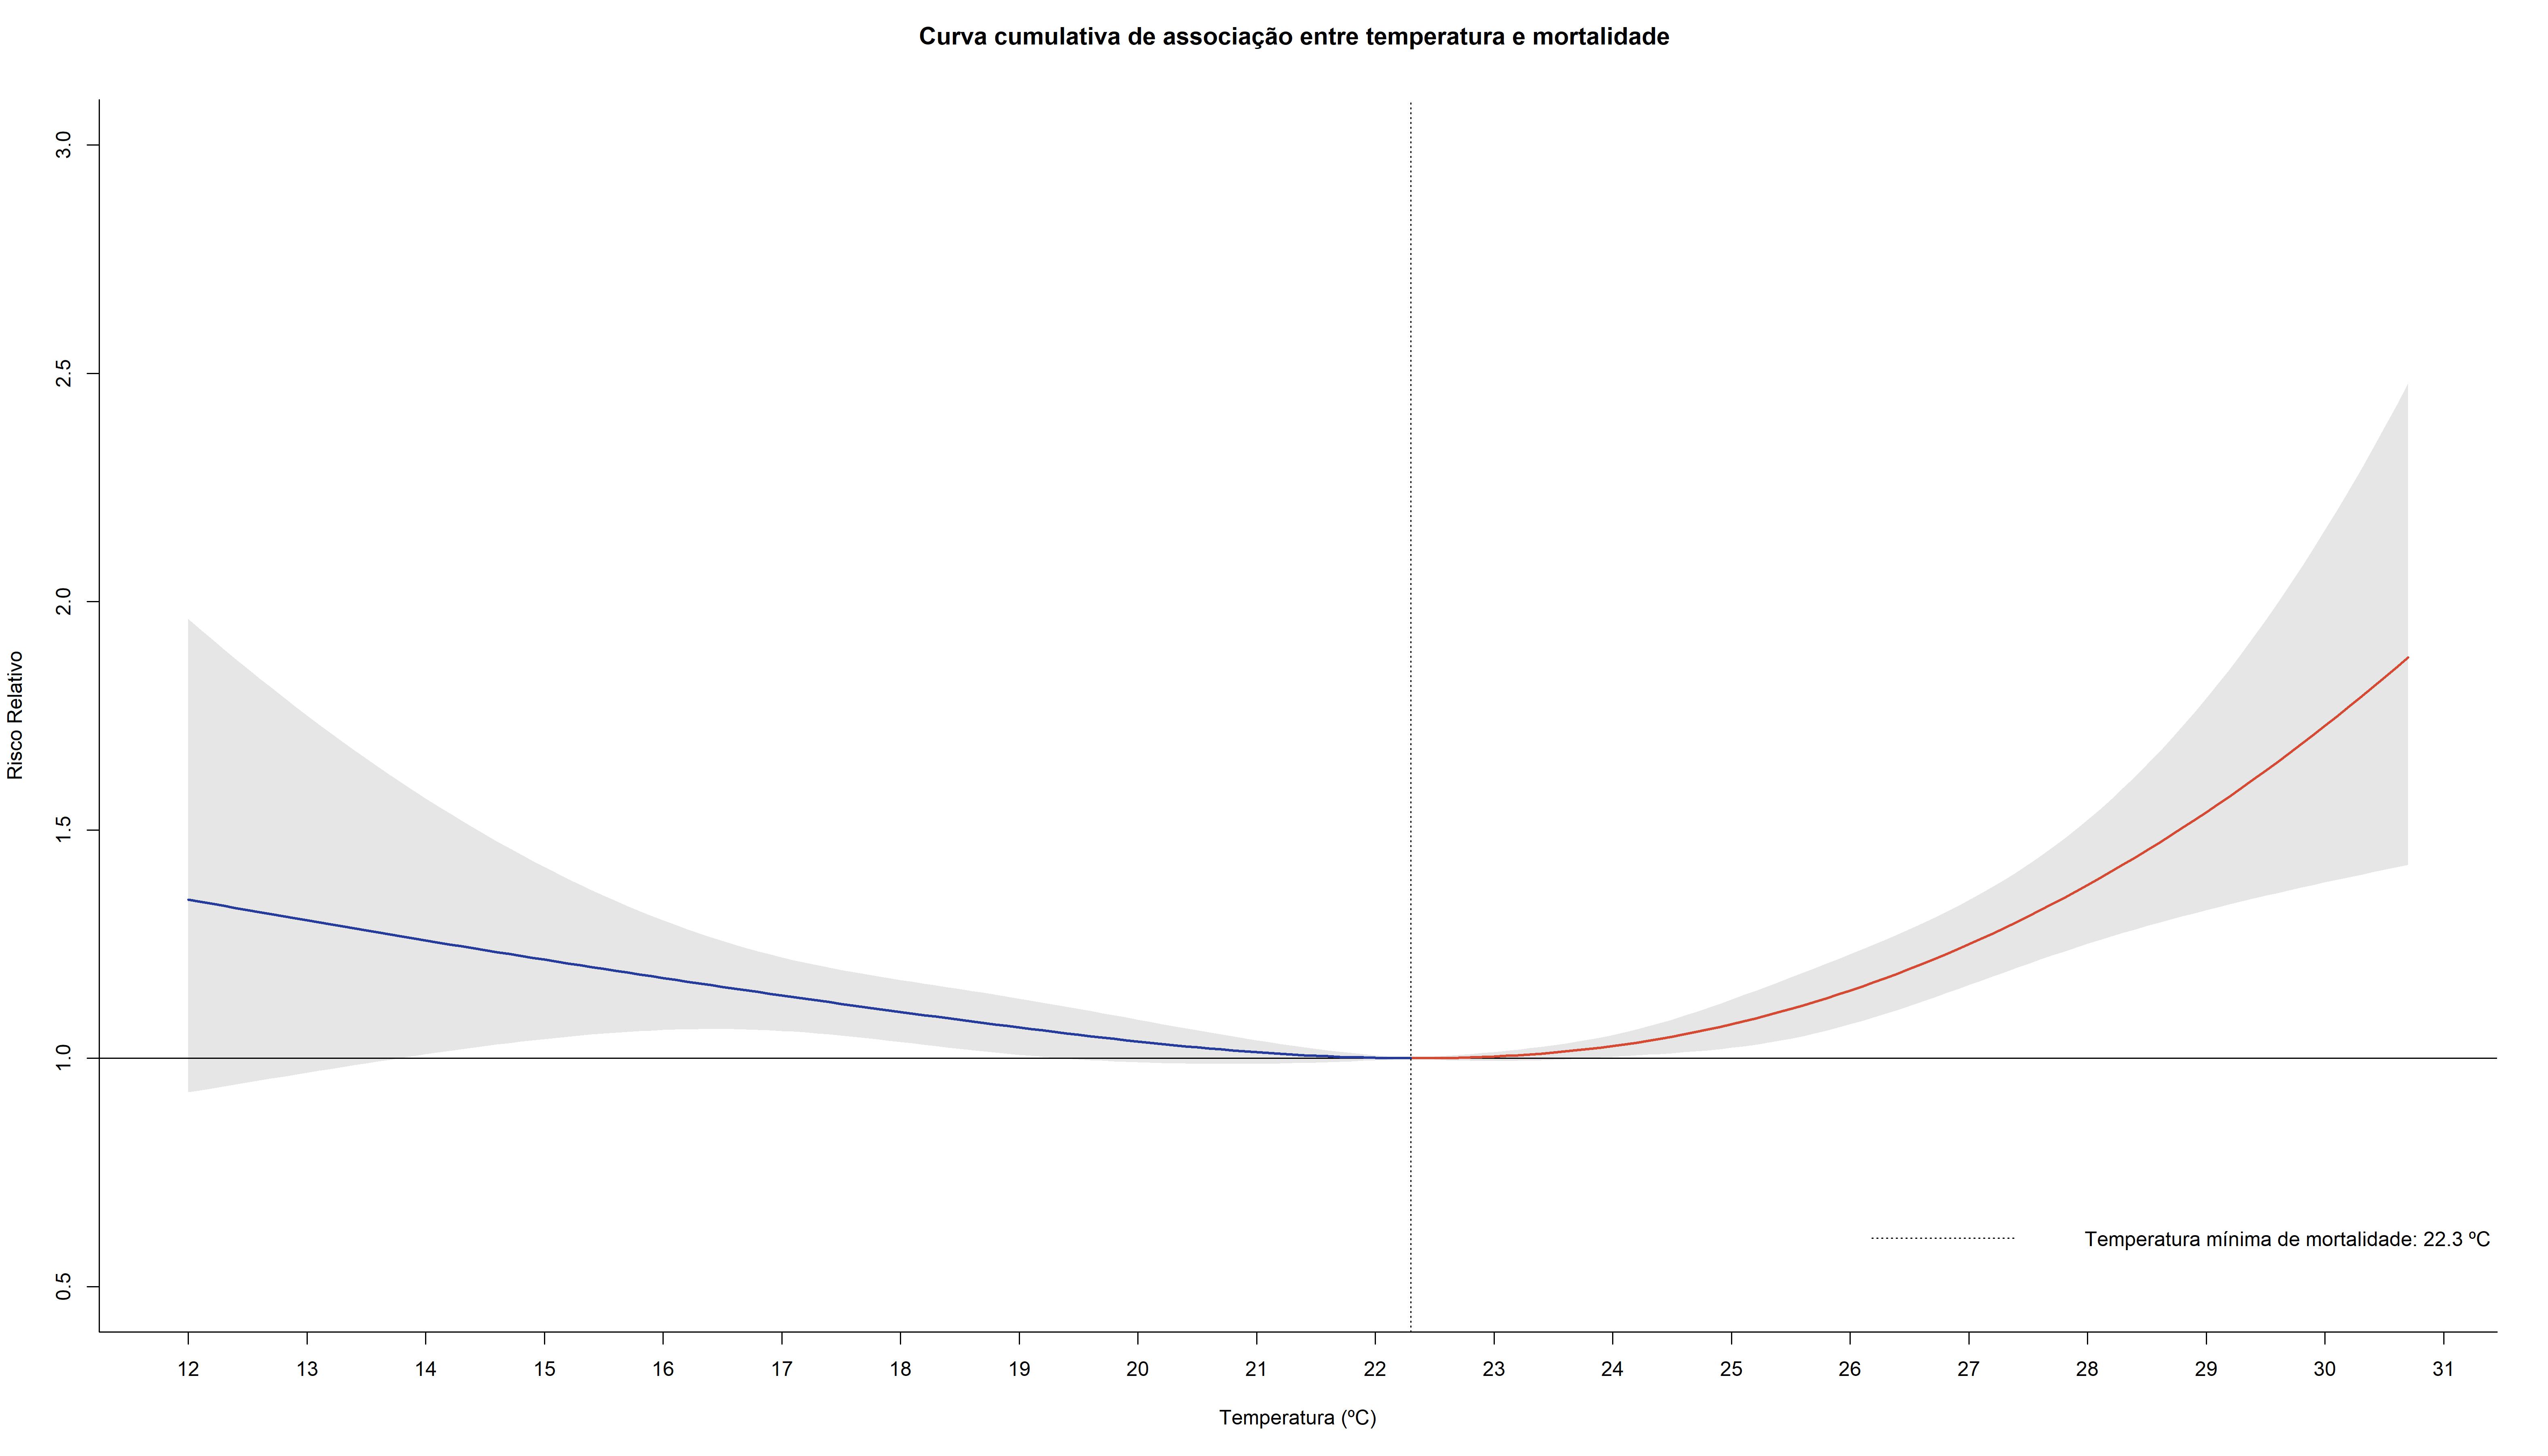 Curva cumulativa de associação entre temperatura e mortalidade
3.0
2.5
2.0
1.5
1.0
0.5
Risco Relativo
Temperatura mínima de mortalidade: 22.3 ºC
12 13 14 15 16 17 18 19 20 21 22 23 24 25 26 27 28 29 30 31
Temperatura (ºC)